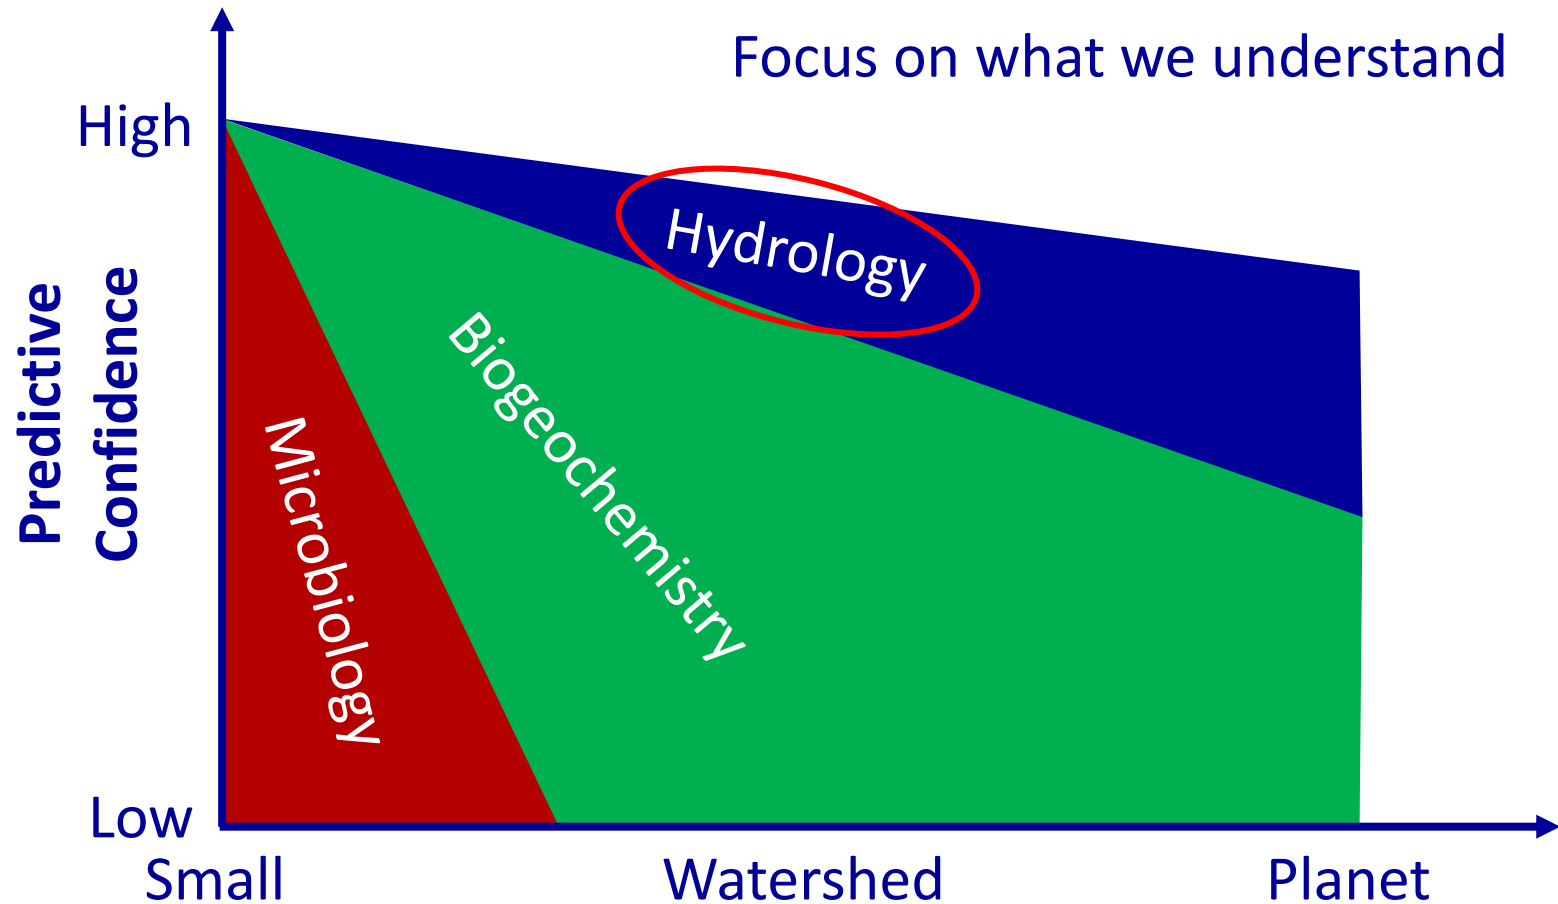 Focus on what we understand
High
Hydrology
Predictive
Confidence
Biogeochemistry
Microbiology
Low
Small
Watershed
Planet